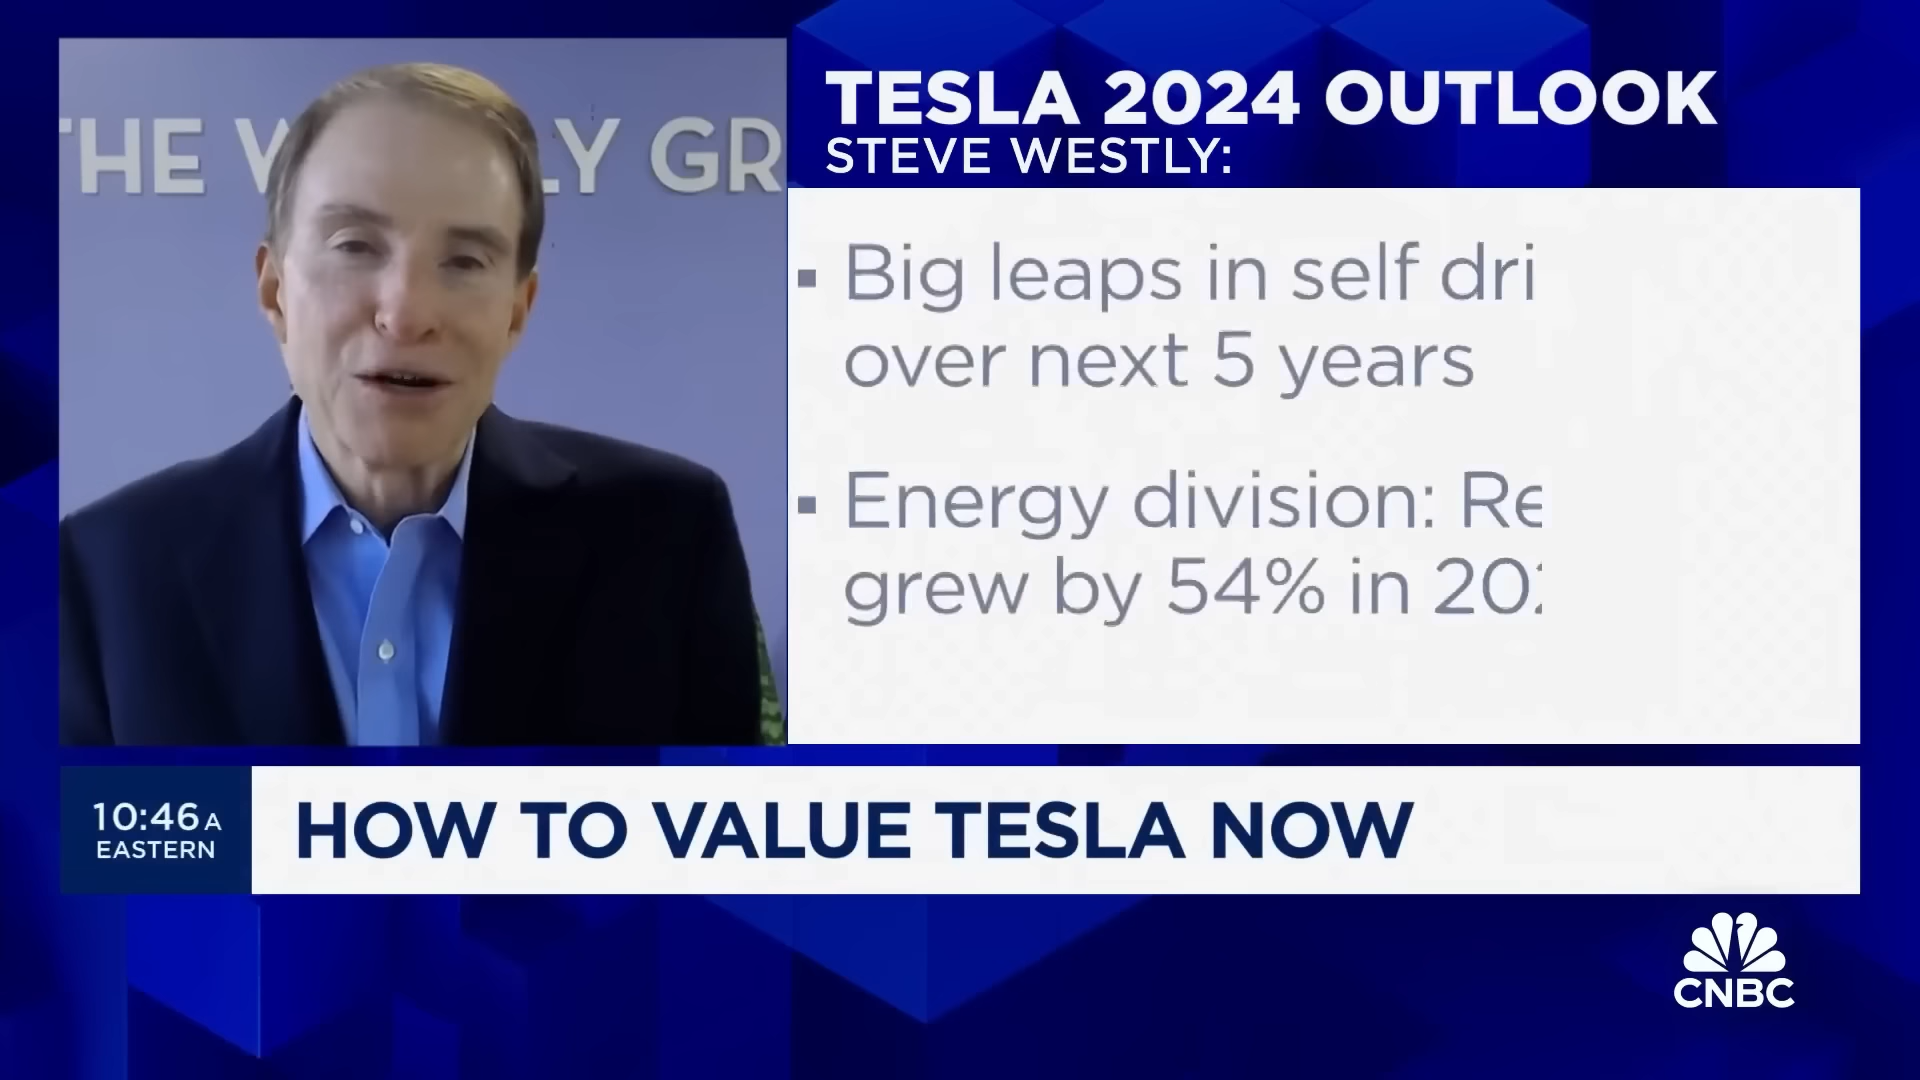 THE W LY GR
TESLA 2024 OUTLOOK
STEVE WESTLY:
▪ Big leaps in self dri
over next 5 years
▪ Energy division: Re
grew by 54% in 20
10:46 A
EASTERN
HOW TO VALUE TESLA NOW
CNBC